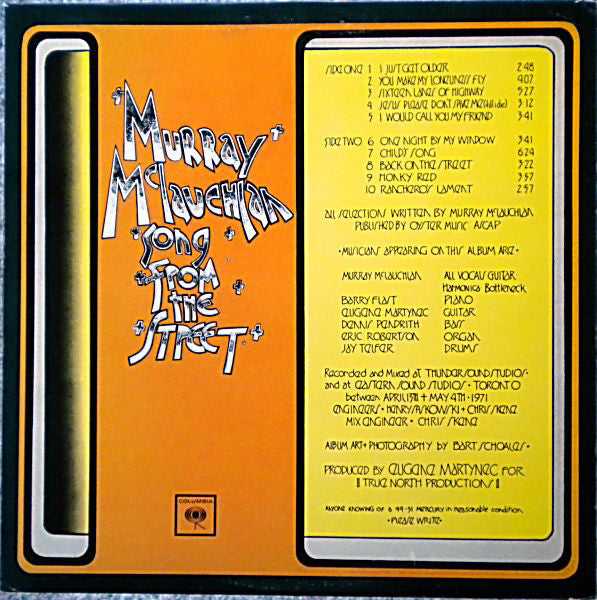 Murray
McLauchlan
Song
From
the
Street
COLUMBIA
SIDE ONE 1 I JUST GET OLDER 2:48
2 YOU MAKE MY LONELINESS FLY 4:07
3 SIXTEEN LANES OF HIGHWAY 5:27
4 JESUS PLEASE DON'T SAVE ME (till i die) 3:12
5 I WOULD CALL YOU MY FRIEND 3:41
SIDE TWO 6 ONE NIGHT BY MY WINDOW 3:41
7 CHILD'S SONG 6:24
8 BACK ON THE STREET 3:22
9 HONKY RED 3:57
10 RANCHERO'S LAMENT 2:57
ALL SELECTIONS WRITTEN BY MURRAY McLAUCHLAN
PUBLISHED BY OYSTER MUSIC ASCAP
• MUSICIANS APPEARING ON THIS ALBUM ARE •
MURRAY McLAUCHLAN ALL VOCALS GUITAR
Harmonica Bottleneck
BARRY FLAST PIANO
EUGENE MARTYNEC GUITAR
DENNIS PENDRITH BASS
ERIC ROBERTSON ORGAN
JAY TELFER DRUMS
Recorded and Mixed at THUNDER SOUND STUDIOS •
and at EASTERN SOUND STUDIOS • TORONTO
between APRIL 13TH + MAY 4TH • 1971
ENGINEERS • HENRY SASKOWSKI • CHRIS SKENE
MIX ENGINEER • CHRIS SKENE
ALBUM ART + PHOTOGRAPHY by BART SCHOALES •
PRODUCED BY EUGENE MARTYNEC FOR
TRUE NORTH PRODUCTIONS
ANYONE KNOWING OF a 49-51 MERCURY IN REASONABLE condition
• PLEASE WRITE •